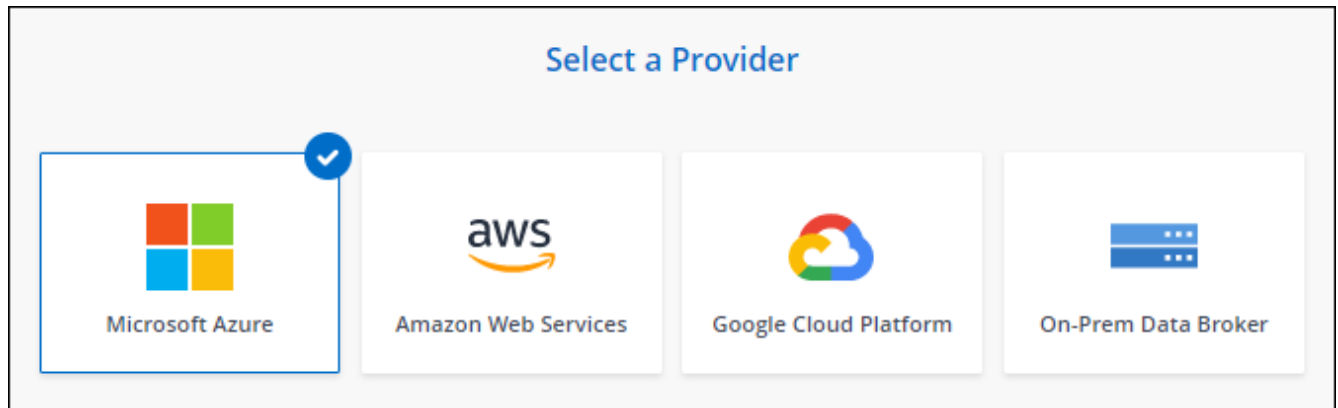 Select a Provider
aws
Microsoft Azure
Amazon Web Services
Google Cloud Platform
On-Prem Data Broker